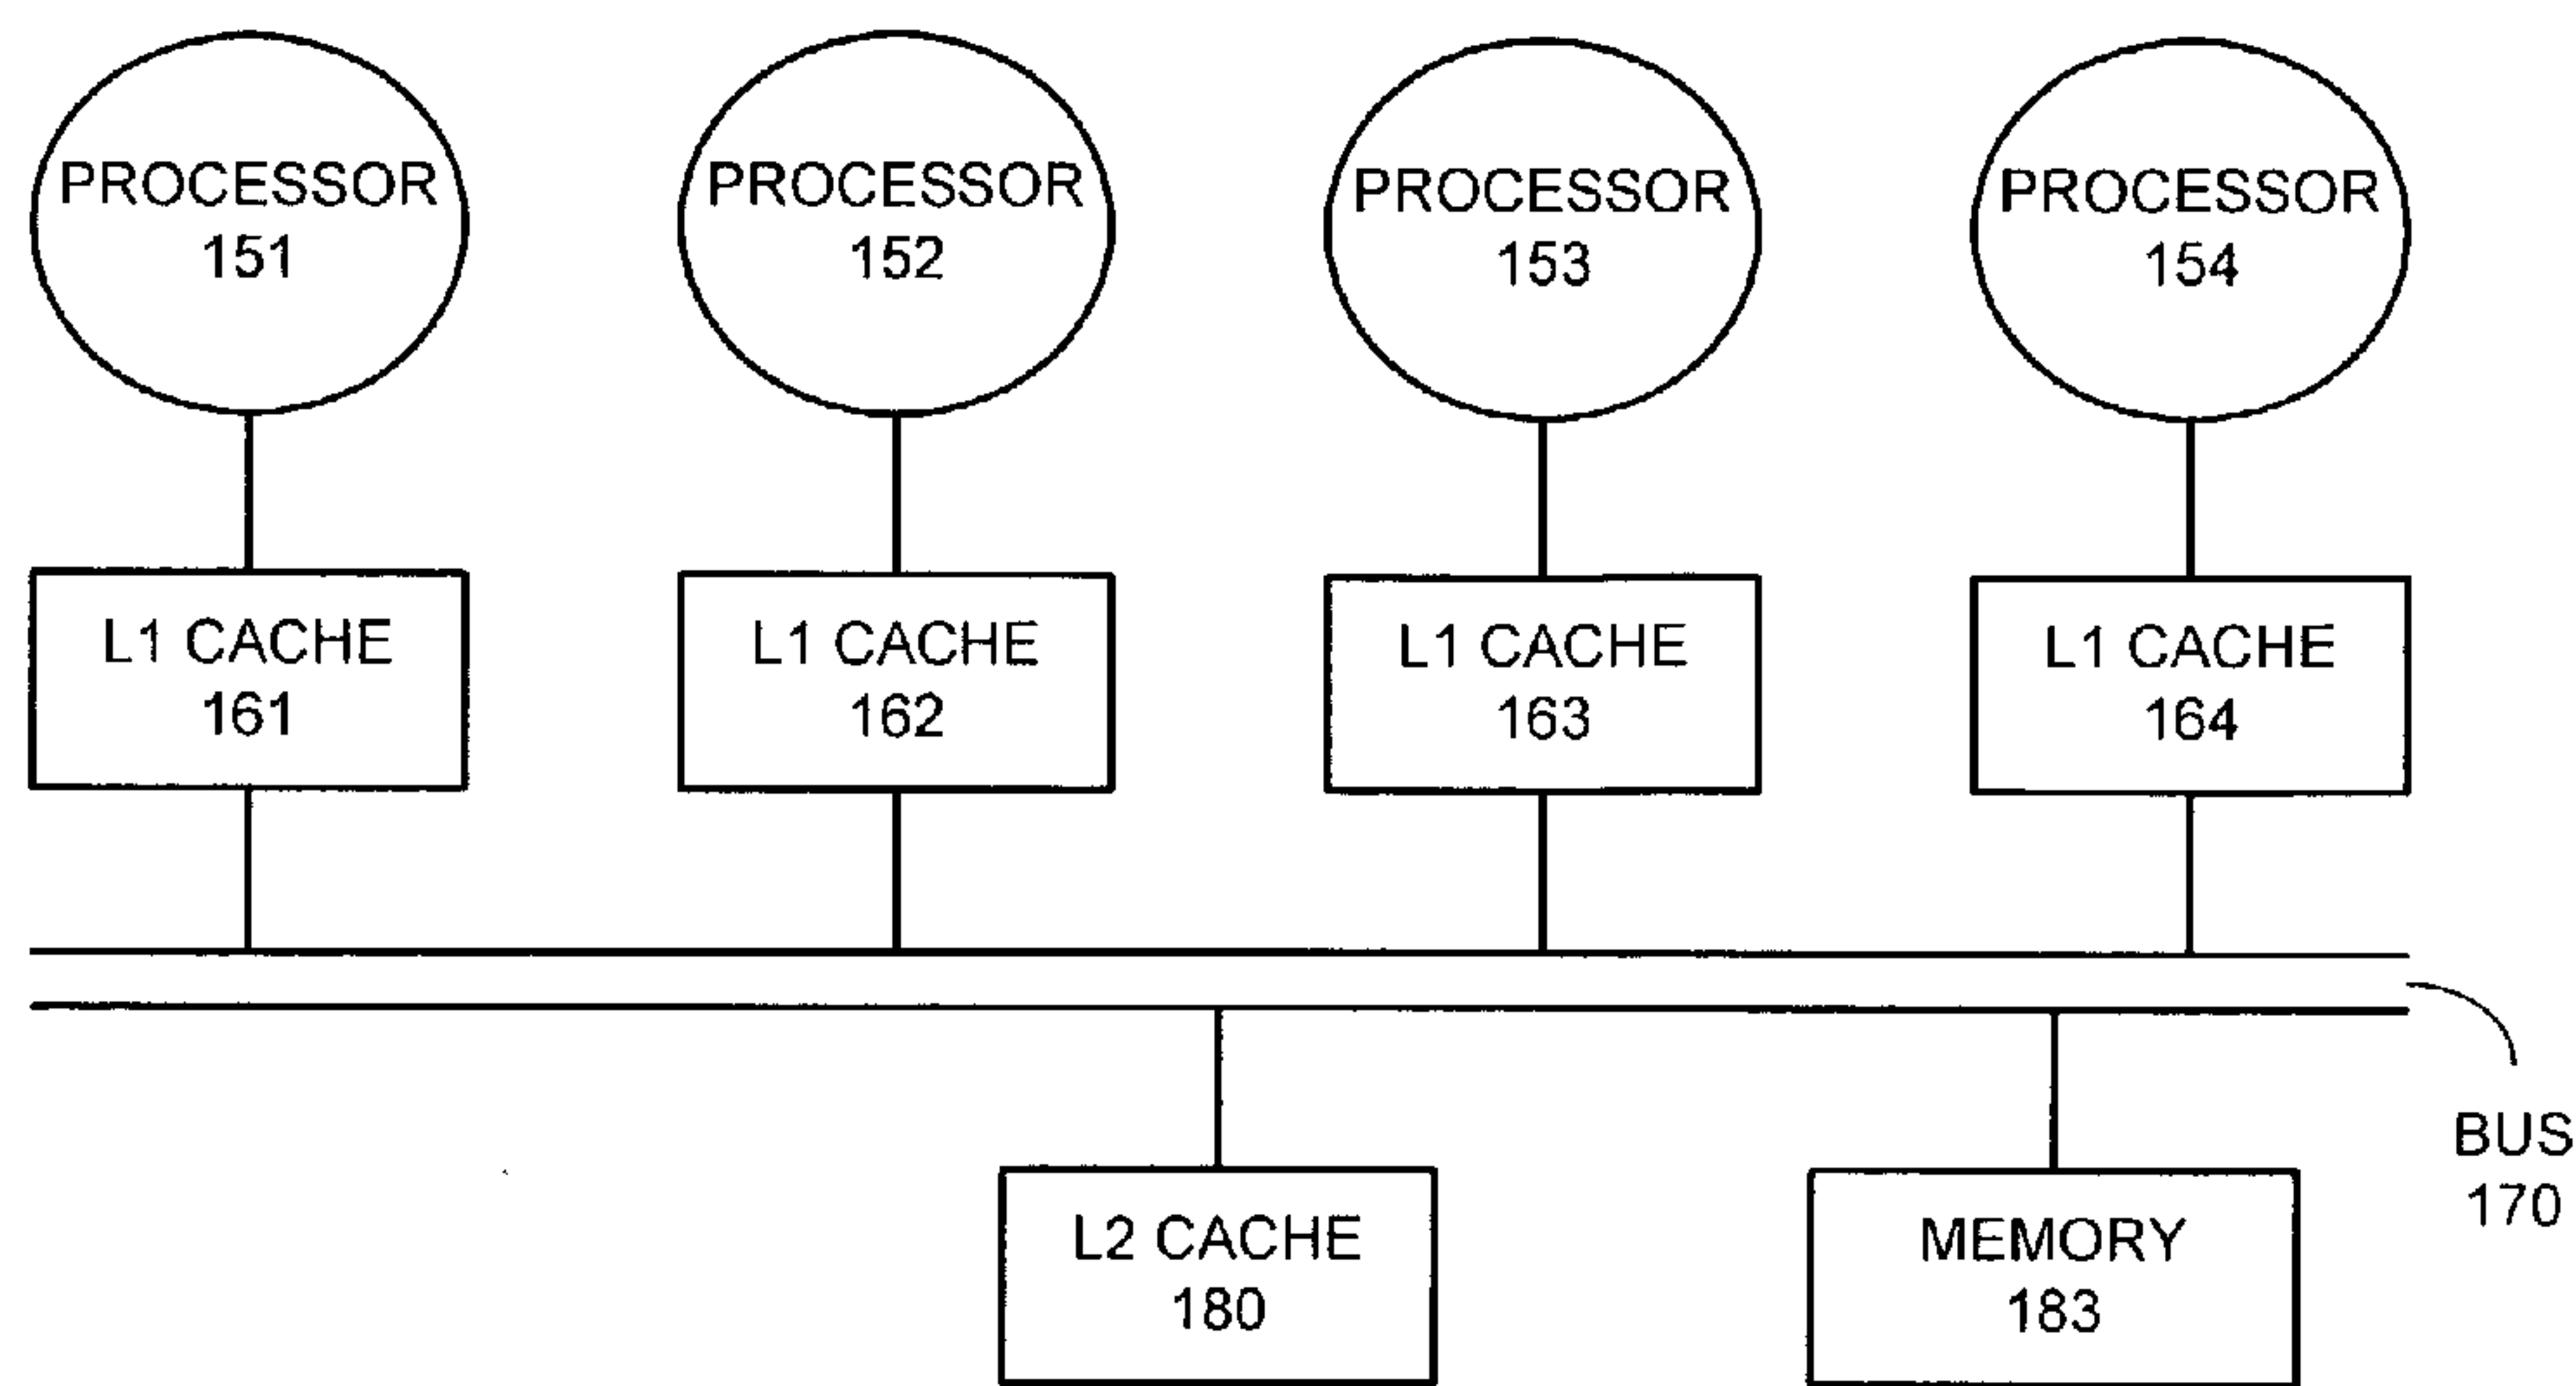 PROCESSOR
151
PROCESSOR
152
PROCESSOR
153
PROCESSOR
154
L1 CACHE
161
L1 CACHE
162
L1 CACHE
163
L1 CACHE
164
BUS
170
L2 CACHE
180
MEMORY
183